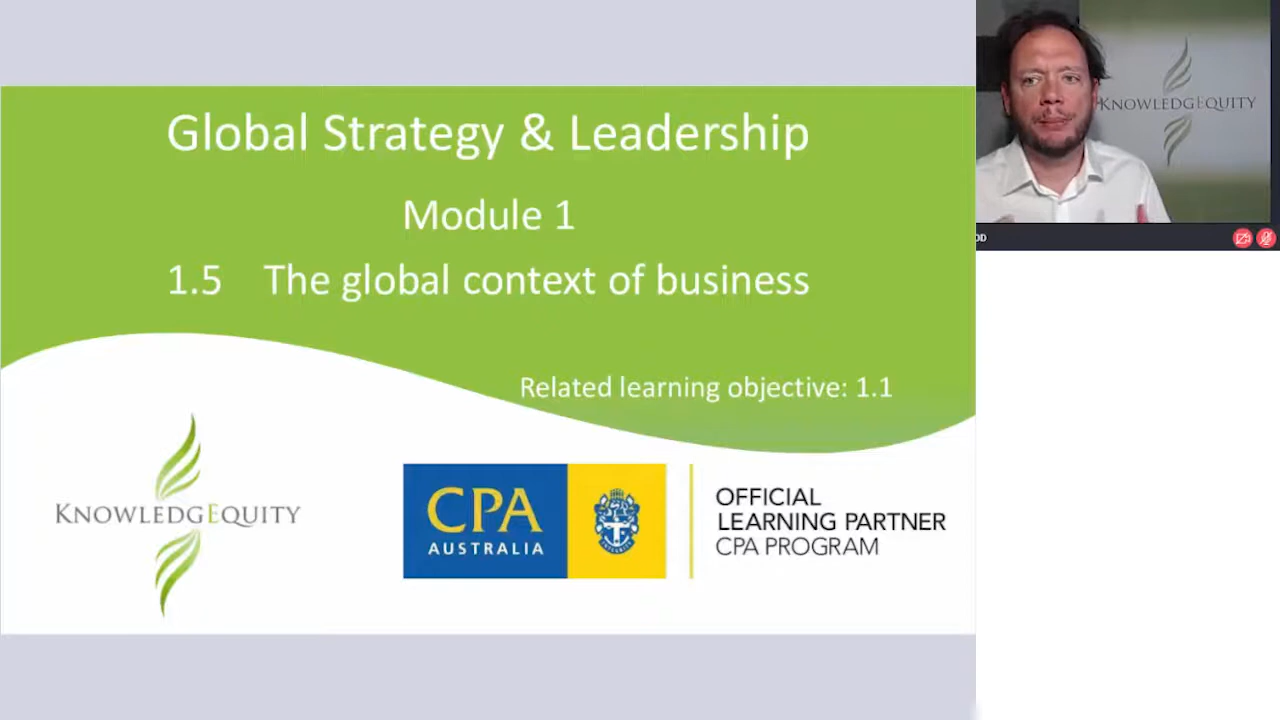 Global Strategy & Leadership
Module 1
1.5 The global context of business
Related learning objective: 1.1
KNOWLEDGEQUITY
CPA
AUSTRALIA
OFFICIAL
LEARNING PARTNER
CPA PROGRAM
KNOWLEDGEQUITY